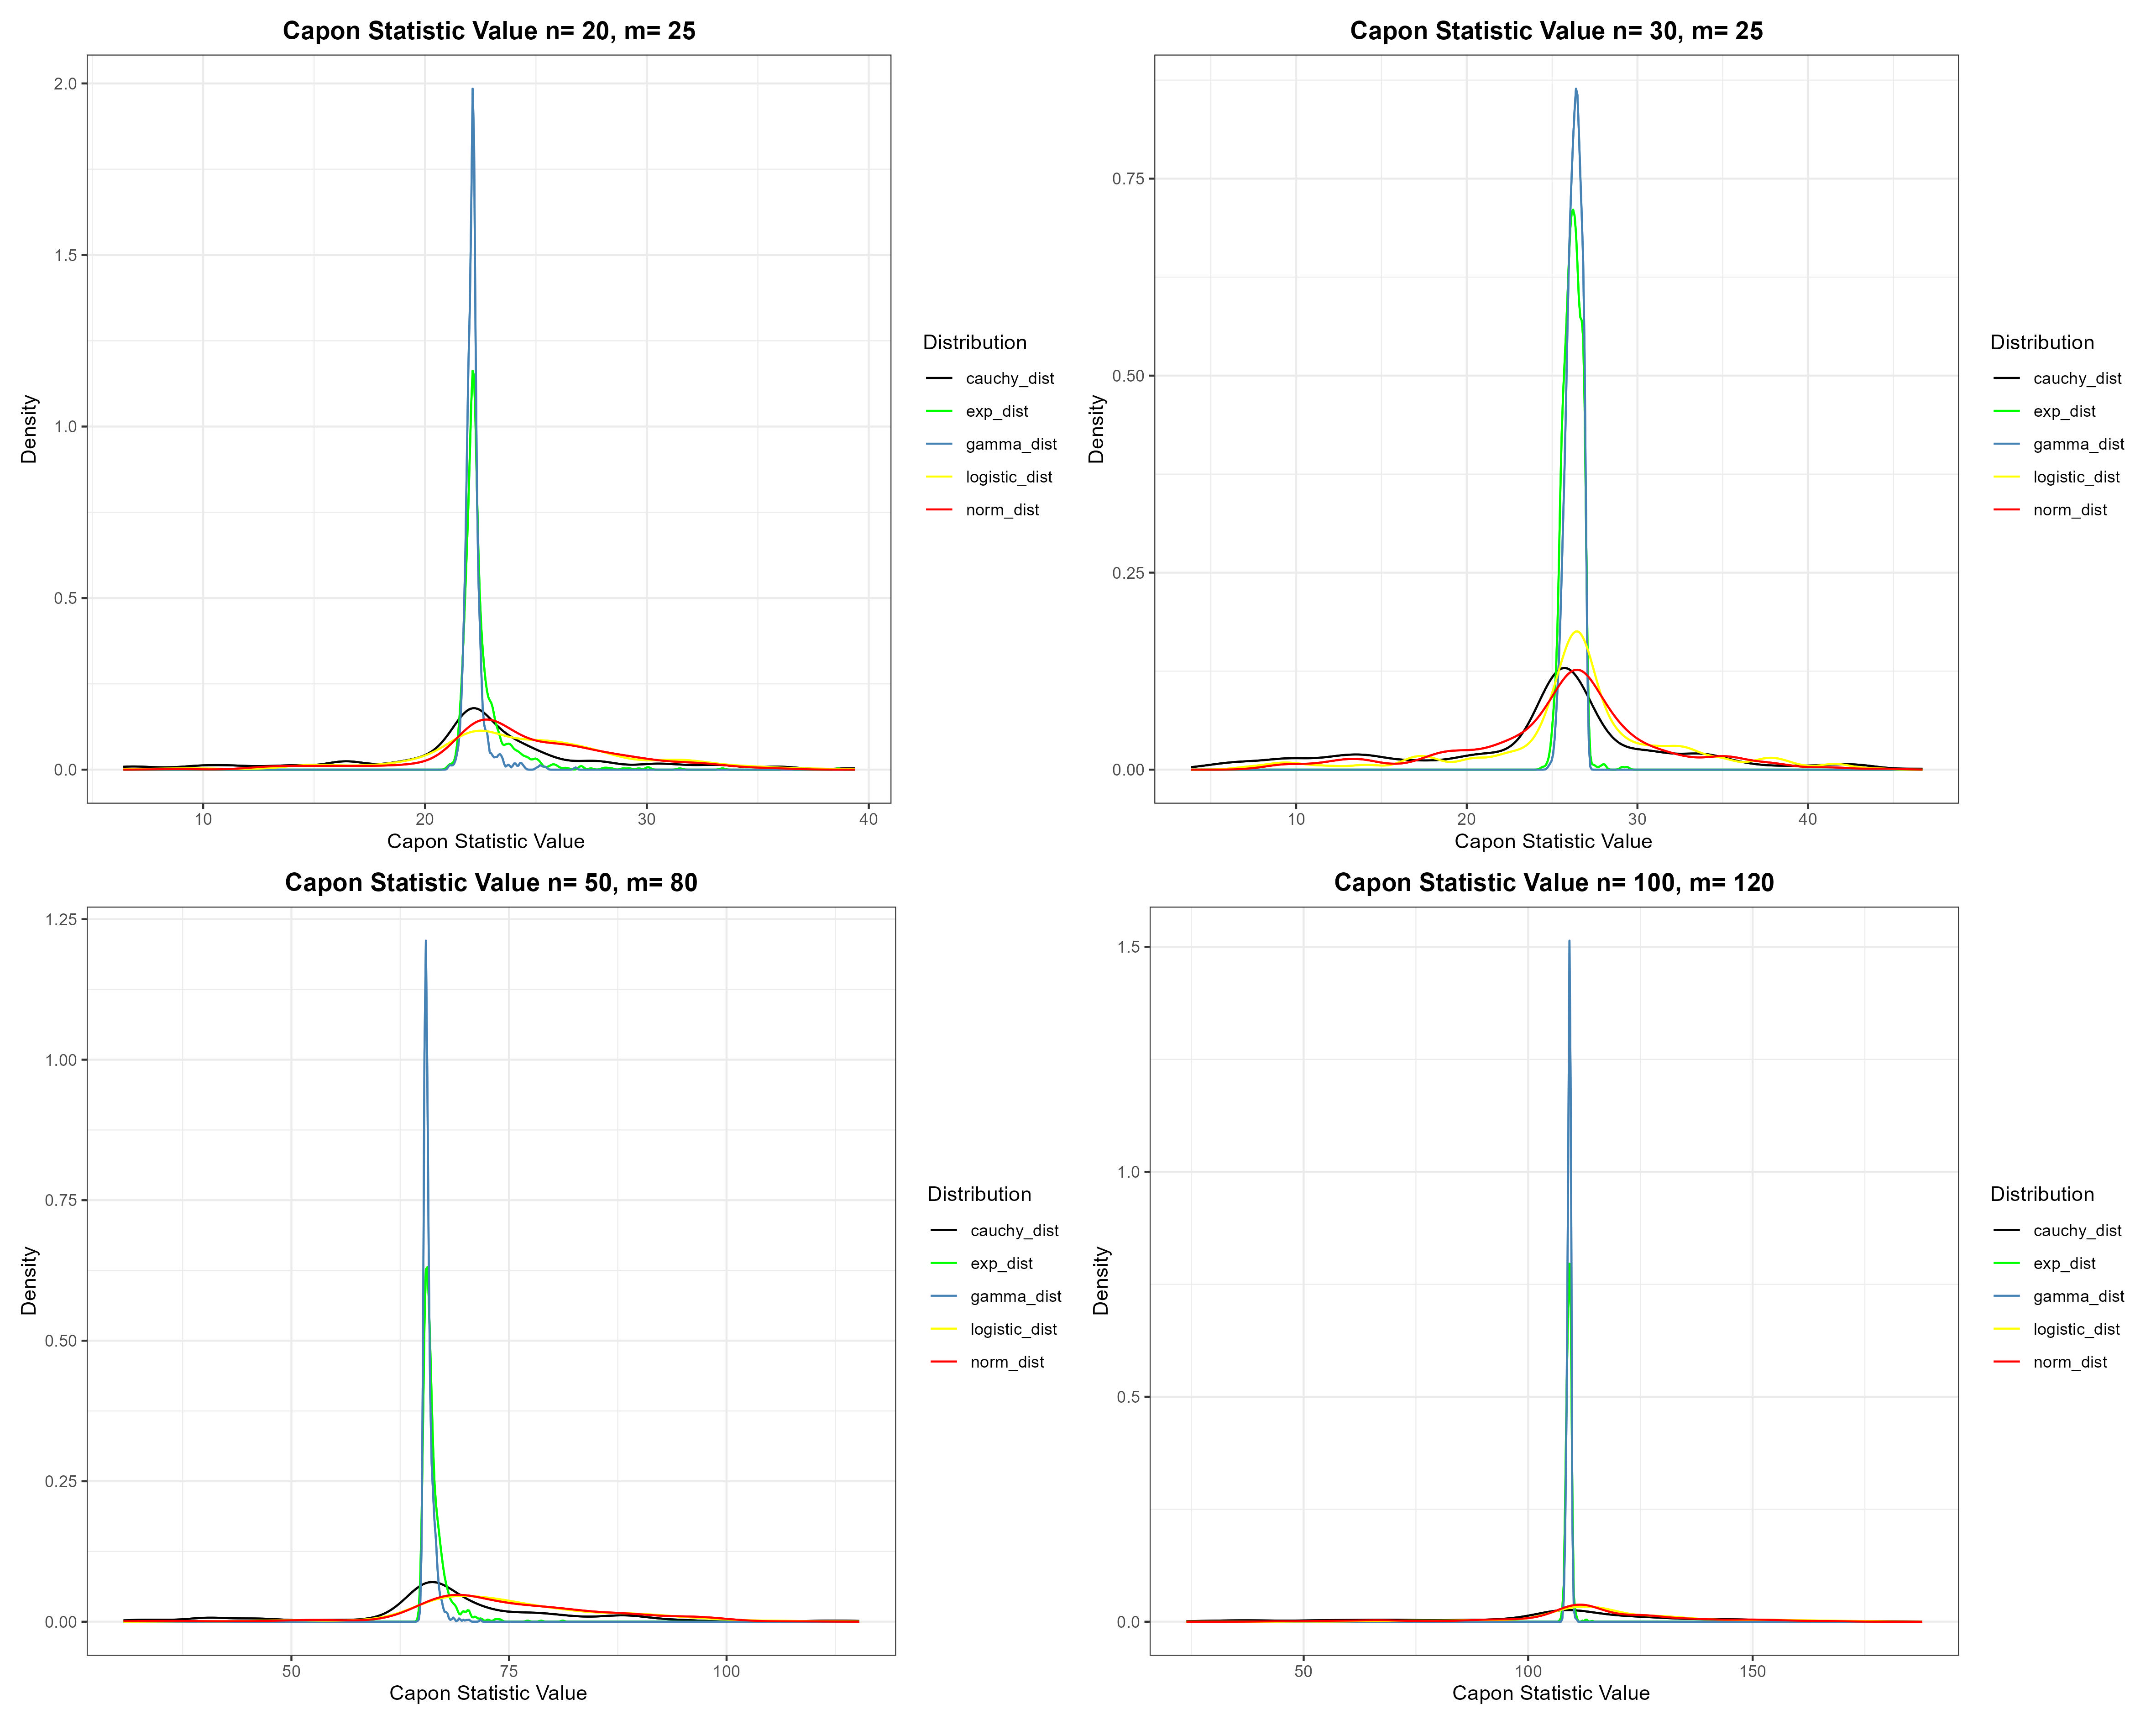 Capon Statistic Value n= 20, m= 25
2.0
1.5
1.0
0.5
0.0
Density
10 20 30 40
Capon Statistic Value
Distribution
cauchy_dist
exp_dist
gamma_dist
logistic_dist
norm_dist
Capon Statistic Value n= 30, m= 25
0.75
0.50
0.25
0.00
Density
10 20 30 40
Capon Statistic Value
Distribution
cauchy_dist
exp_dist
gamma_dist
logistic_dist
norm_dist
Capon Statistic Value n= 50, m= 80
1.25
1.00
0.75
0.50
0.25
0.00
Density
50 75 100
Capon Statistic Value
Distribution
cauchy_dist
exp_dist
gamma_dist
logistic_dist
norm_dist
Capon Statistic Value n= 100, m= 120
1.5
1.0
0.5
0.0
Density
50 100 150
Capon Statistic Value
Distribution
cauchy_dist
exp_dist
gamma_dist
logistic_dist
norm_dist